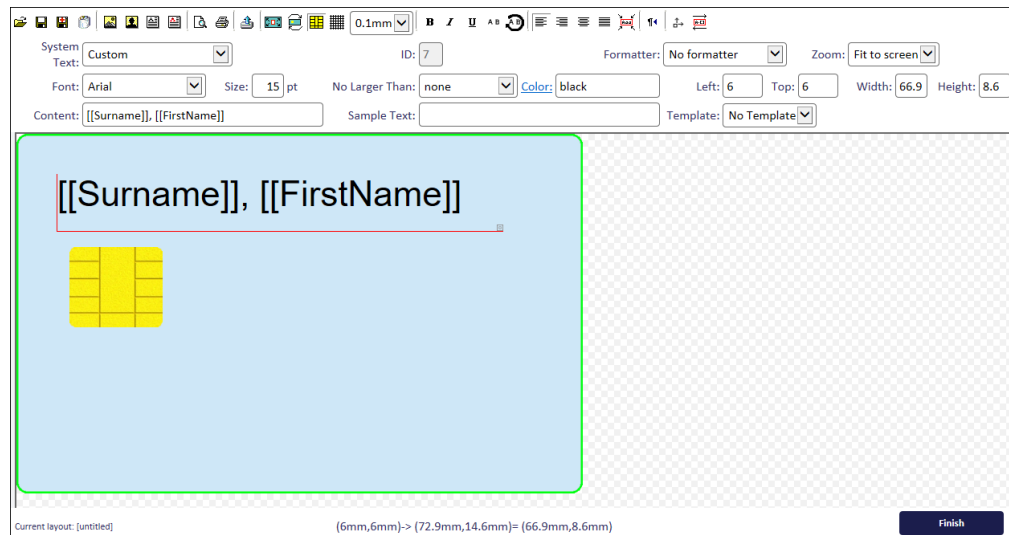 0.1mm B I U A B A B
System Text: Custom ID: 7 Formatter: No formatter Zoom: Fit to screen
Font: Arial Size: 15 pt No Larger Than: none Color: black Left: 6 Top: 6 Width: 66.9 Height: 8.6
Content: [[Surname]], [[FirstName]] Sample Text: Template: No Template
[[Surname]], [[FirstName]]
Current layout: [untitled] (6mm,6mm)-> (72.9mm,14.6mm)= (66.9mm,8.6mm) Finish